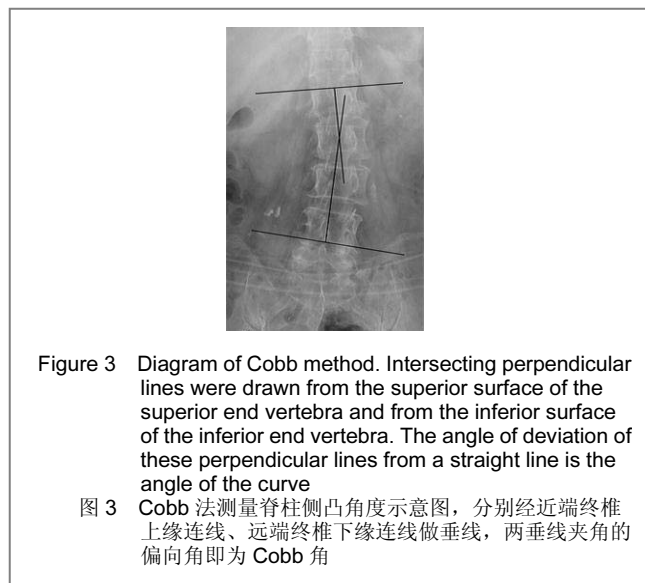 Figure 3 Diagram of Cobb method. Intersecting perpendicular
lines were drawn from the superior surface of the
superior end vertebra and from the inferior surface
of the inferior end vertebra. The angle of deviation of
these perpendicular lines from a straight line is the
angle of the curve
图 3 Cobb 法测量脊柱侧凸角度示意图，分别经近端终椎
上缘连线、远端终椎下缘连线做垂线，两垂线夹角的
偏向角即为 Cobb 角